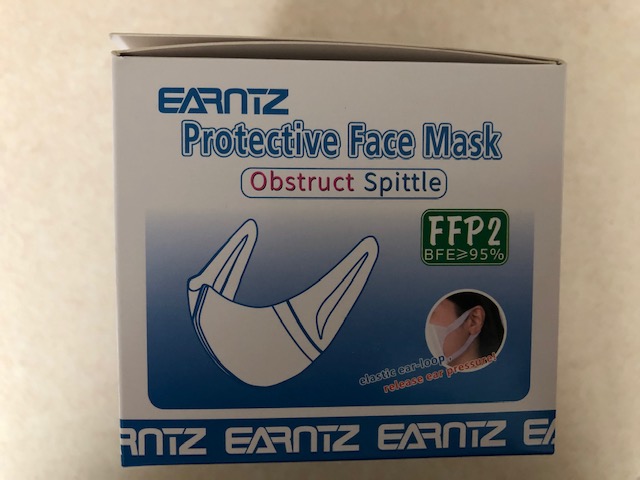 EARNTZ
Protective Face Mask
Obstruct Spittle
FFP2
BFE≥95%
elastic ear-loop,
release ear pressure!
RNTZ EARNTZ EARNTZ EA